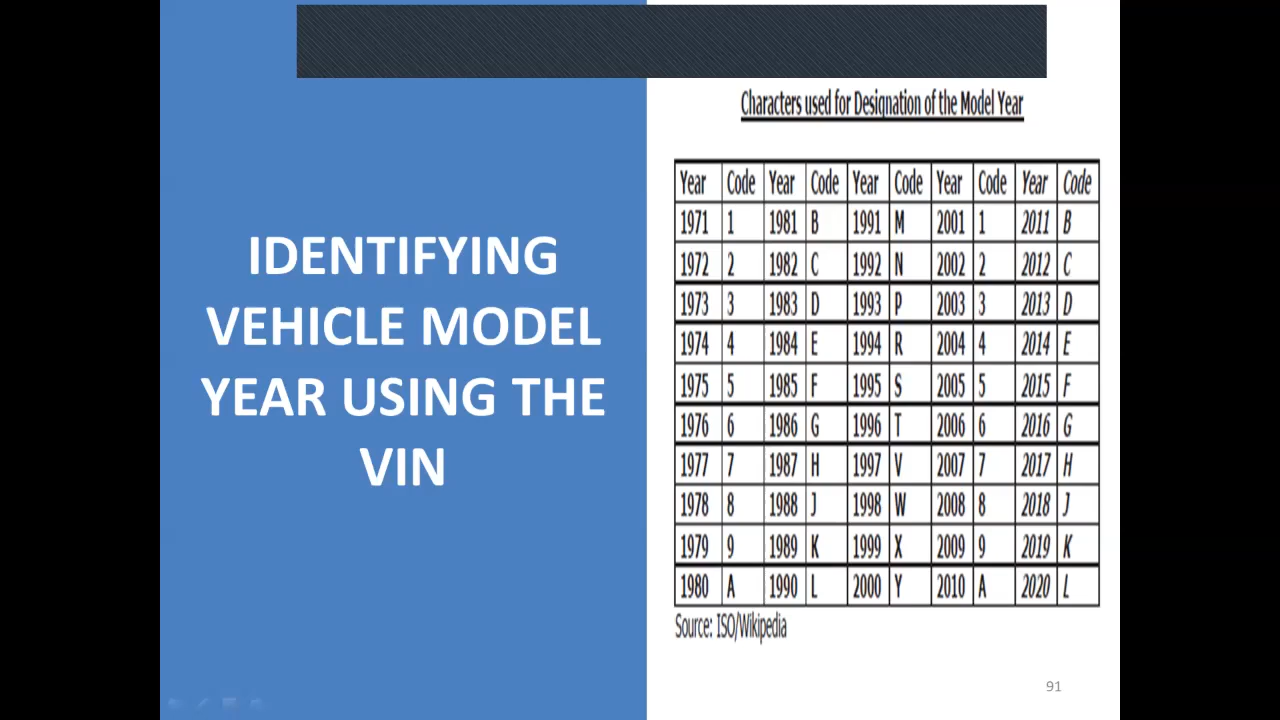 IDENTIFYING
VEHICLE MODEL
YEAR USING THE
VIN
Characters used for Designation of the Model Year
Year Code Year Code Year Code Year Code Year Code
1971 1 1981 B 1991 M 2001 1 2011 B
1972 2 1982 C 1992 N 2002 2 2012 C
1973 3 1983 D 1993 P 2003 3 2013 D
1974 4 1984 E 1994 R 2004 4 2014 E
1975 5 1985 F 1995 S 2005 5 2015 F
1976 6 1986 G 1996 T 2006 6 2016 G
1977 7 1987 H 1997 V 2007 7 2017 H
1978 8 1988 J 1998 W 2008 8 2018 J
1979 9 1989 K 1999 X 2009 9 2019 K
1980 A 1990 L 2000 Y 2010 A 2020 L
Source: ISO/Wikipedia
91